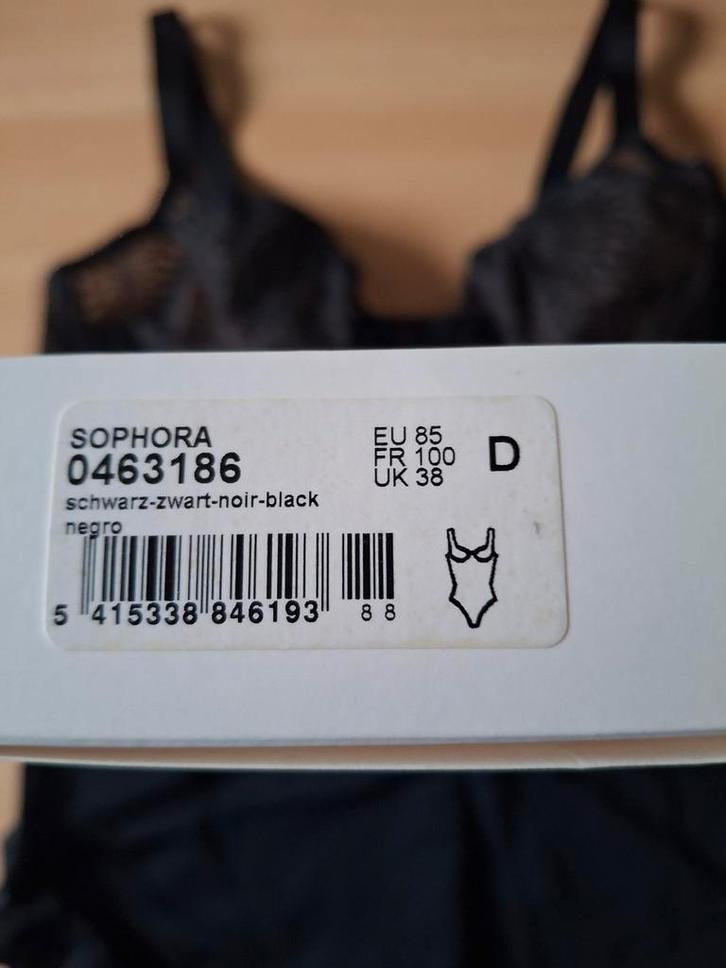 SOPHORA
0463186
schwarz-zwart-noir-black
negro
EU 85
FR 100
UK 38
D
5 415338 846193 88